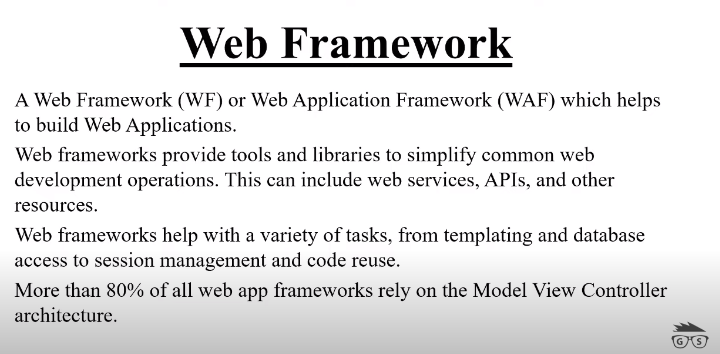 Web Framework
A Web Framework (WF) or Web Application Framework (WAF) which helps
to build Web Applications.
Web frameworks provide tools and libraries to simplify common web
development operations. This can include web services, APIs, and other
resources.
Web frameworks help with a variety of tasks, from templating and database
access to session management and code reuse.
More than 80% of all web app frameworks rely on the Model View Controller
architecture.
G S